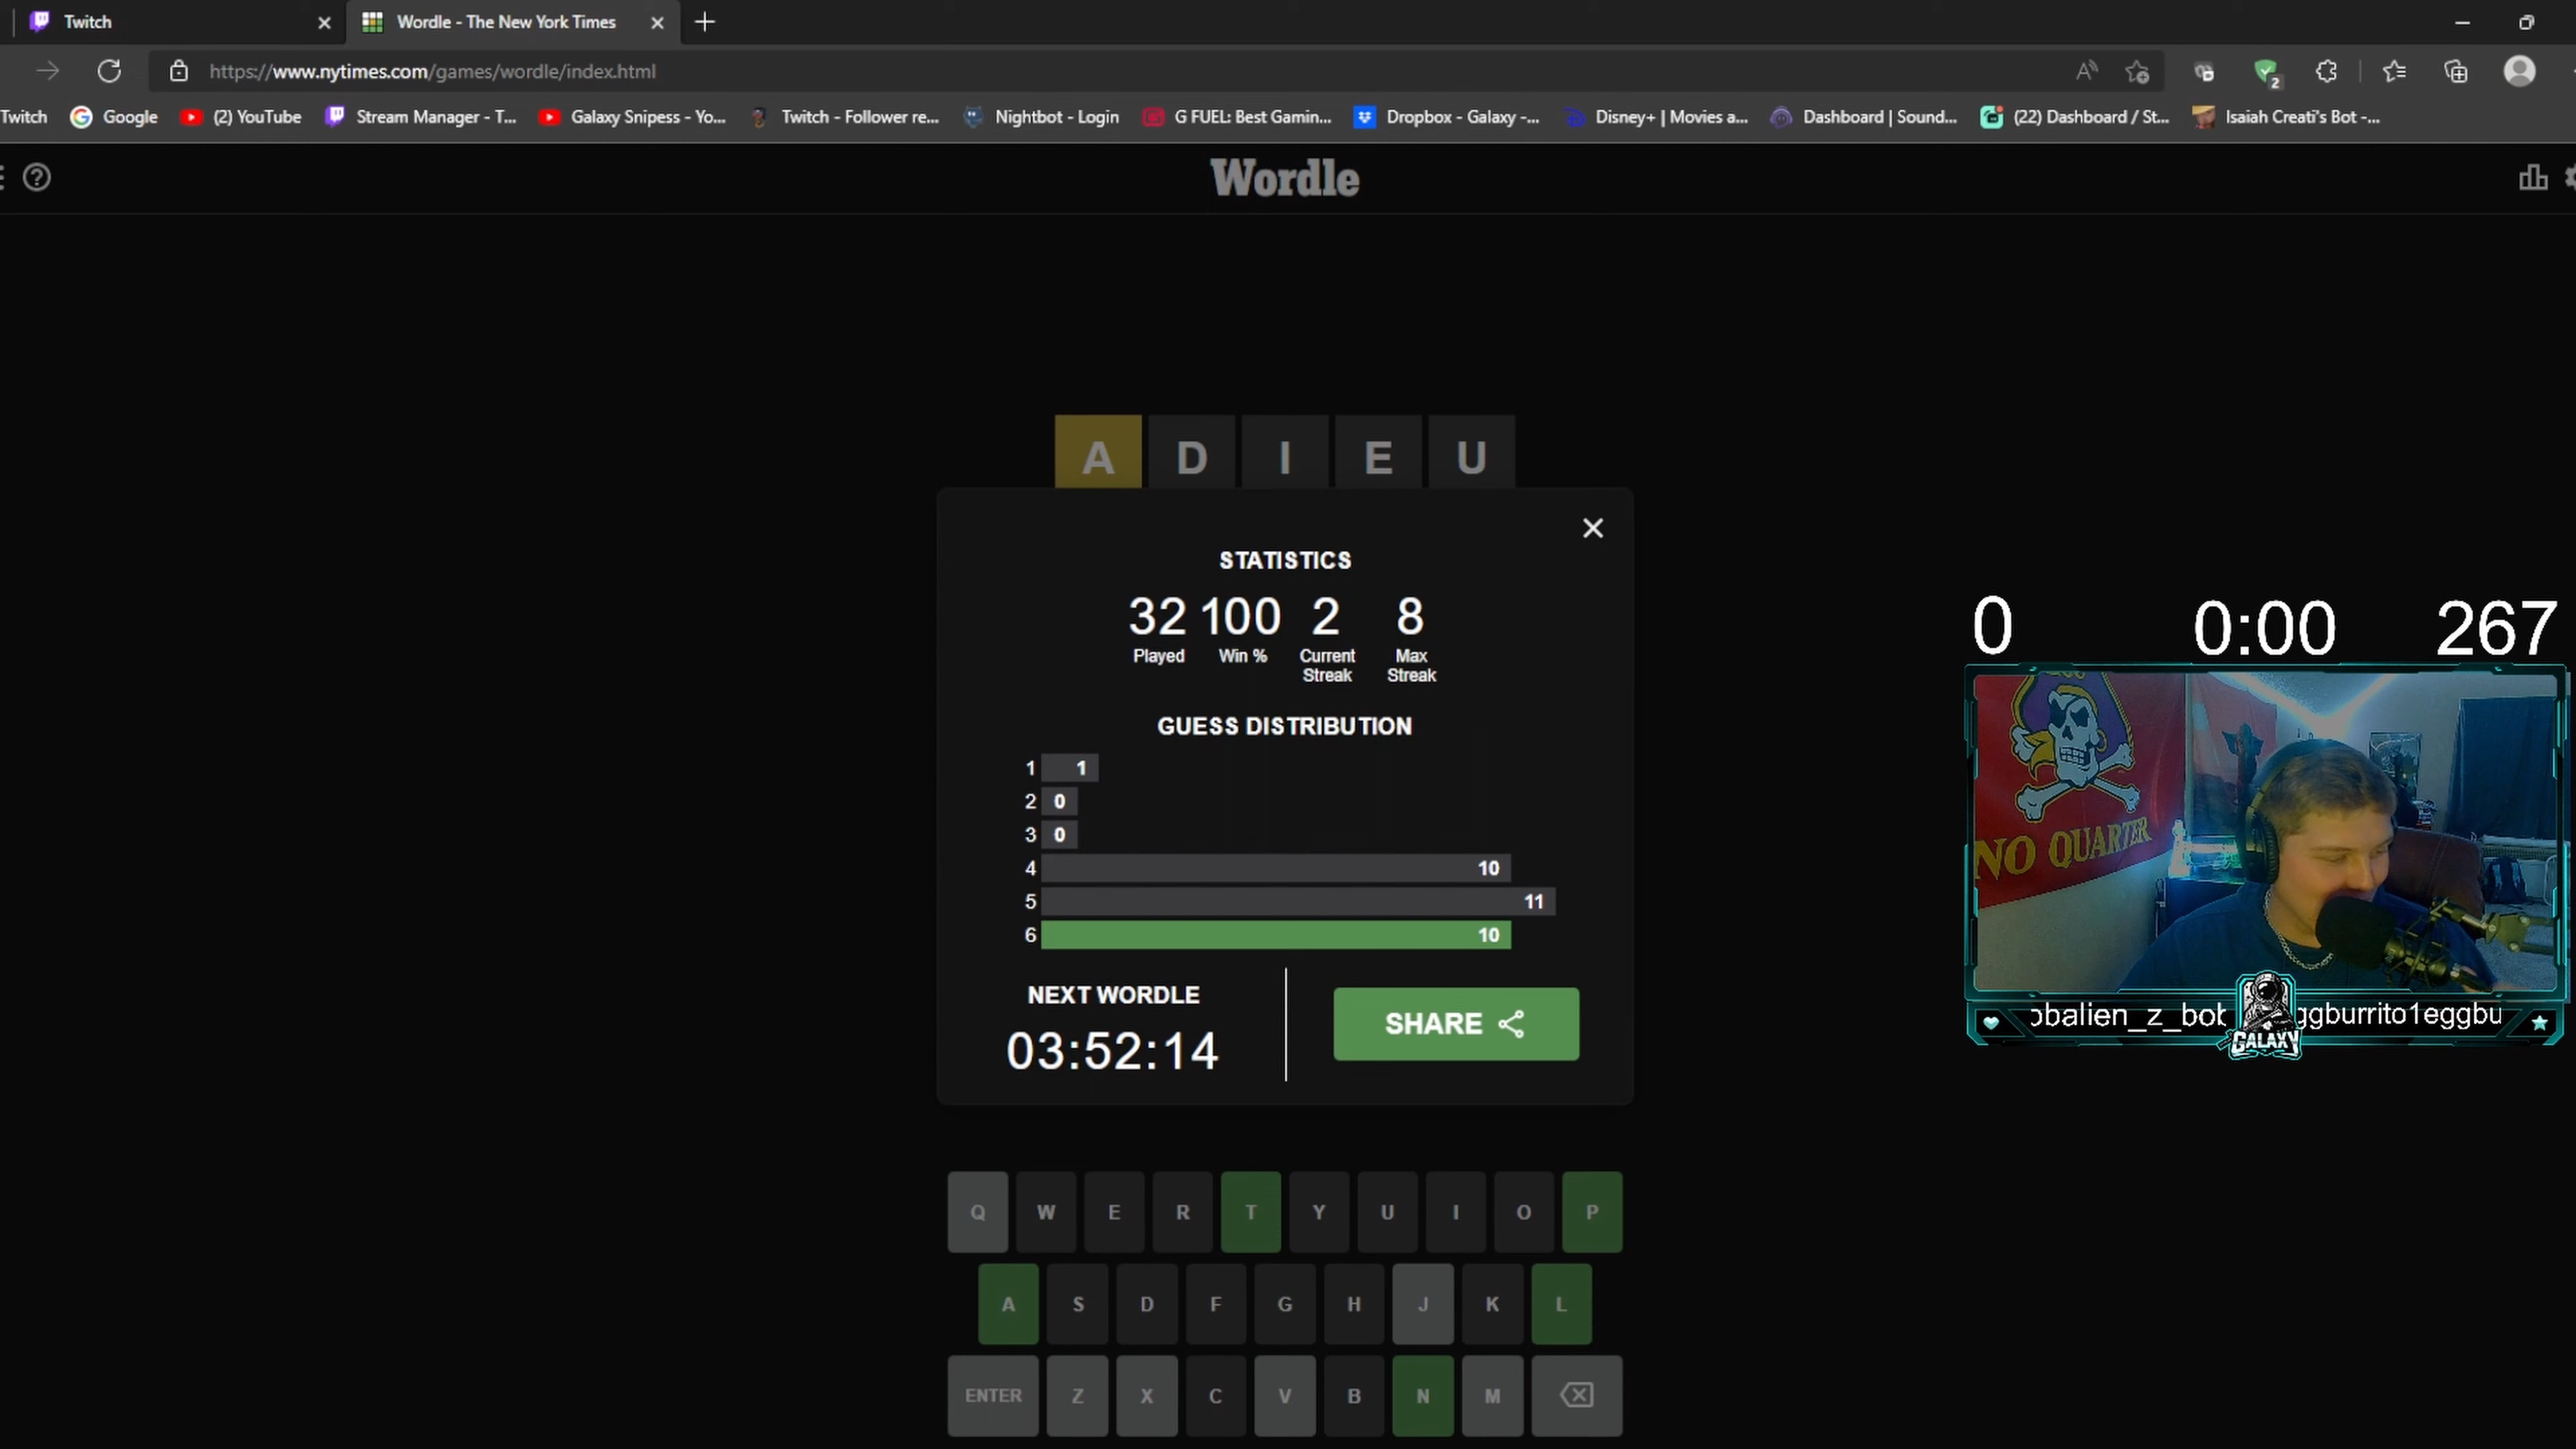 Twitch
Wordle - The New York Times
https://www.nytimes.com/games/wordle/index.html
A
2
Twitch
Google
(2) YouTube
Stream Manager - T...
Galaxy Snipess - Yo...
Twitch - Follower re...
Nightbot - Login
G FUEL: Best Gamin...
Dropbox - Galaxy -...
Disney+ | Movies a...
Dashboard | Sound...
(22) Dashboard / St...
Isaiah Creati's Bot -...
?
Wordle
A D I E U
STATISTICS
32 100 2 8
Played Win % Current Streak Max Streak
GUESS DISTRIBUTION
1 1
2 0
3 0
4 10
5 11
6 10
NEXT WORDLE
03:52:14
SHARE
0 0:00 267
NO QUARTER
obalien_z_bob
ggburrito1eggbu
GALAXY
Q W E R T Y U I O P
A S D F G H J K L
ENTER Z X C V B N M